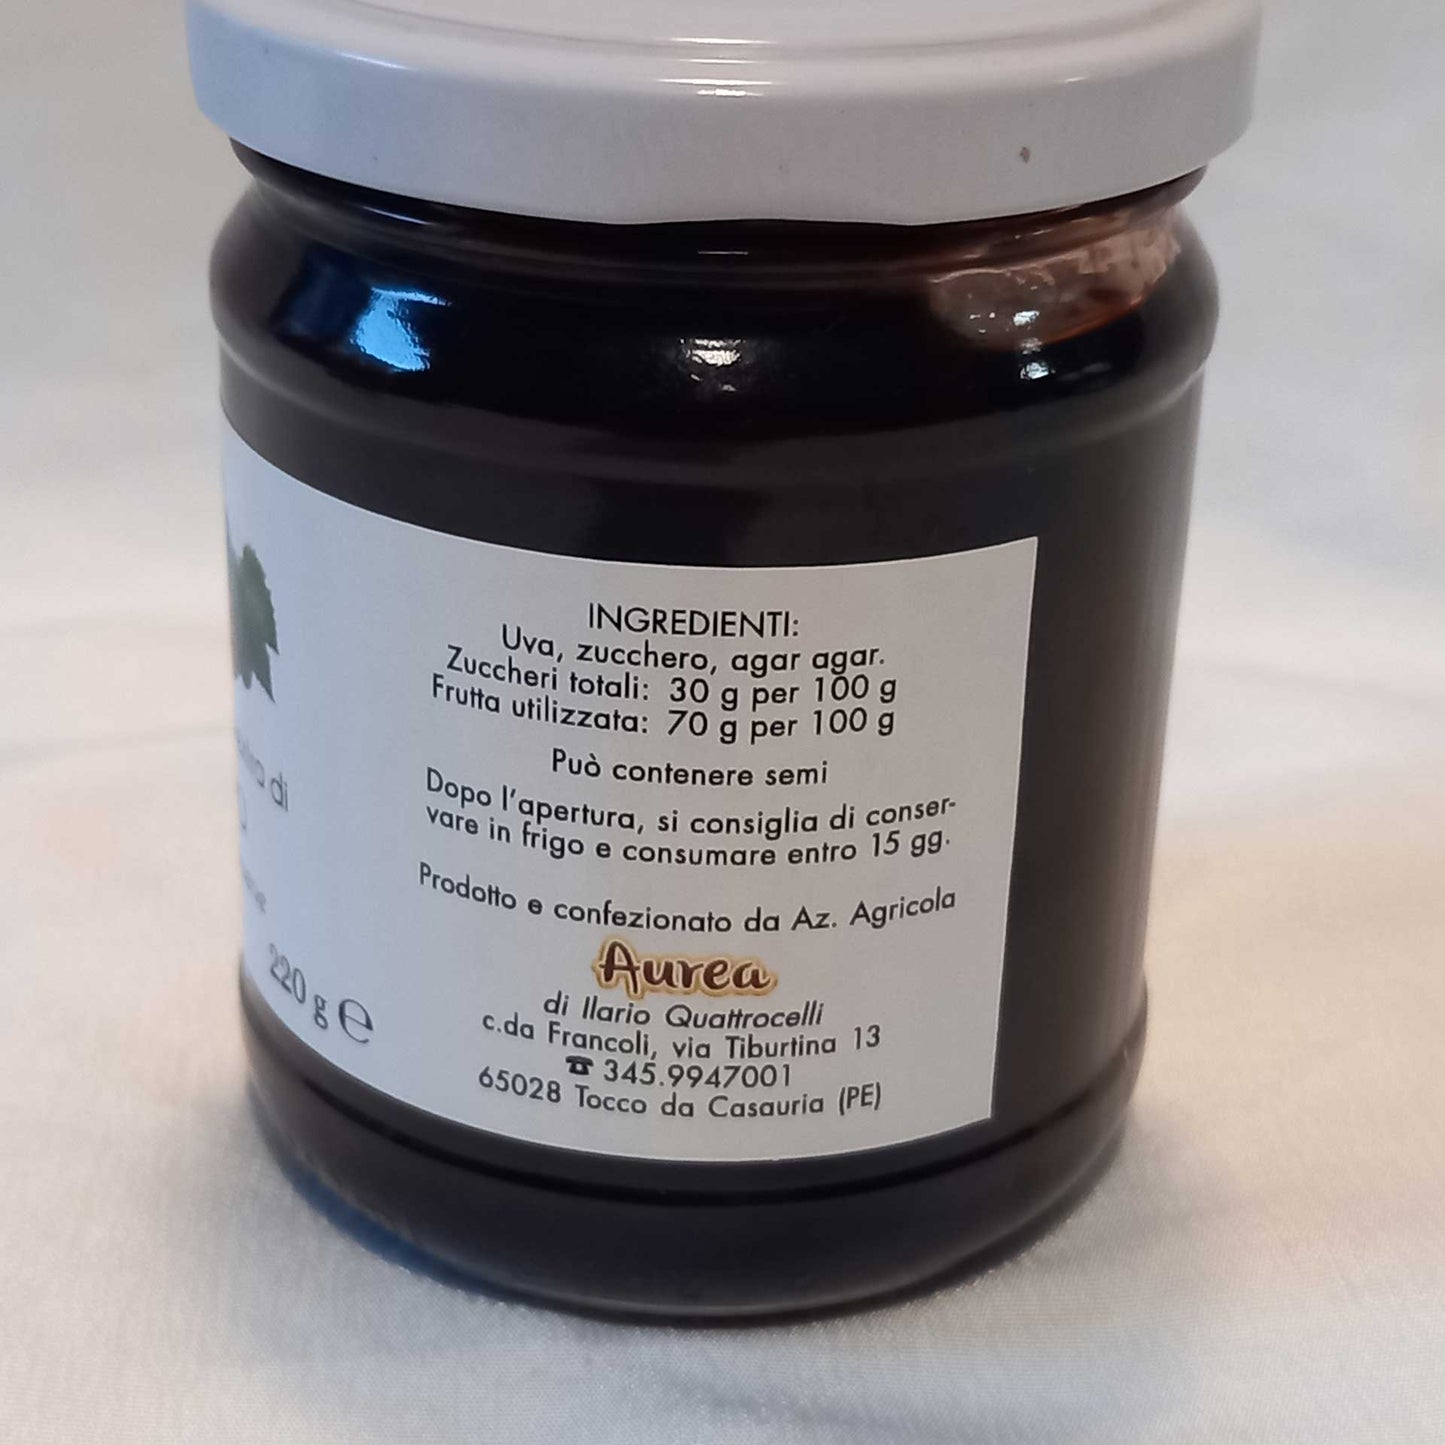 INGREDIENTI:
Uva, zucchero, agar agar.
Zuccheri totali: 30 g per 100 g
Frutta utilizzata: 70 g per 100 g
Può contenere semi
Dopo l'apertura, si consiglia di conser-
vare in frigo e consumare entro 15 gg.
Prodotto e confezionato da Az. Agricola
Aurea
di Ilario Quattrocelli
c.da Francoli, via Tiburtina 13
☎ 345.9947001
65028 Tocco da Casauria (PE)
di
220 g ℮